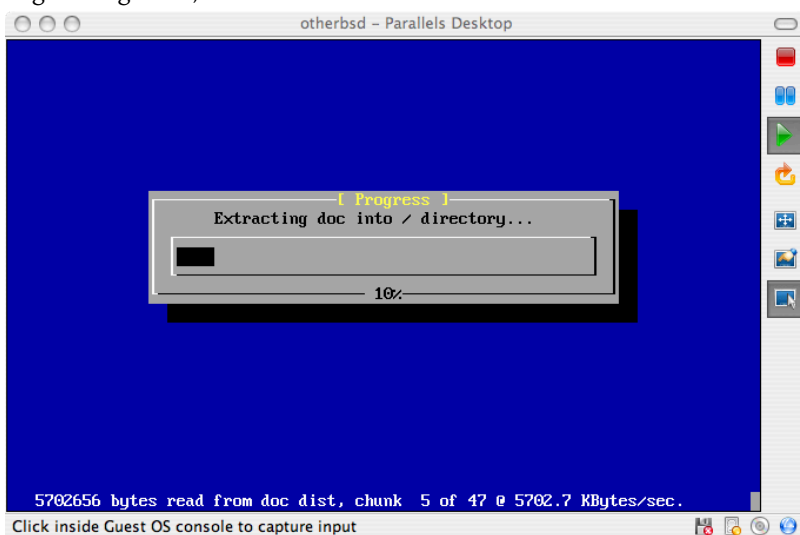 otherbsd – Parallels Desktop
[ Progress ]
Extracting doc into / directory...
10%
5702656 bytes read from doc dist, chunk  5 of 47 @ 5702.7 KBytes/sec.
Click inside Guest OS console to capture input